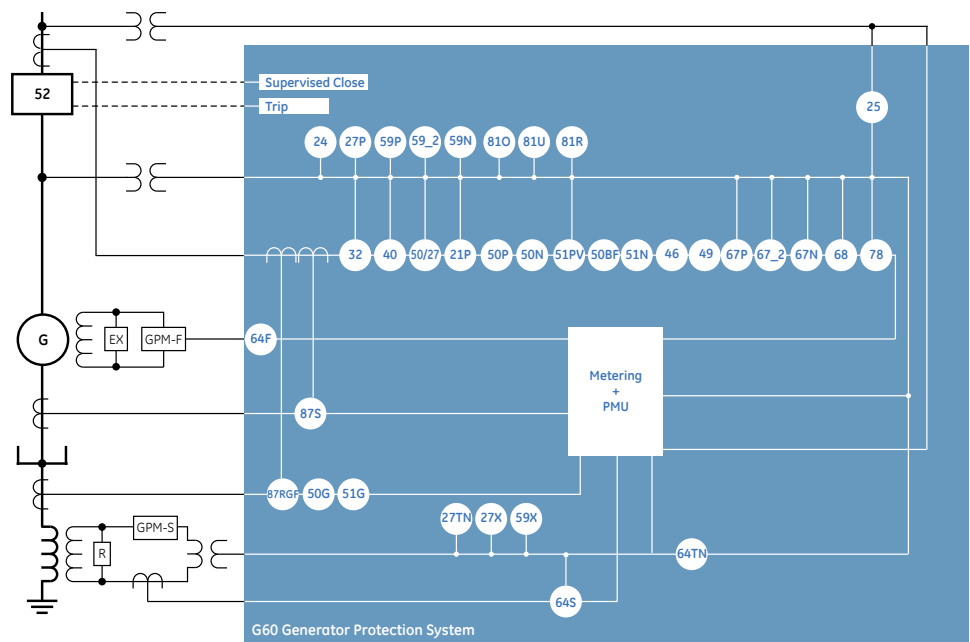 Supervised Close
52
Trip
25
24
27P
59P
59_2
59N
81O
81U
81R
32
40
50/27
21P
50P
50N
51PV
50BF
51N
46
49
67P
67_2
67N
68
78
G
EX
GPM-F
64F
Metering
+
PMU
87S
87RGF
50G
51G
GPM-S
R
27TN
27X
59X
64TN
64S
G60 Generator Protection System